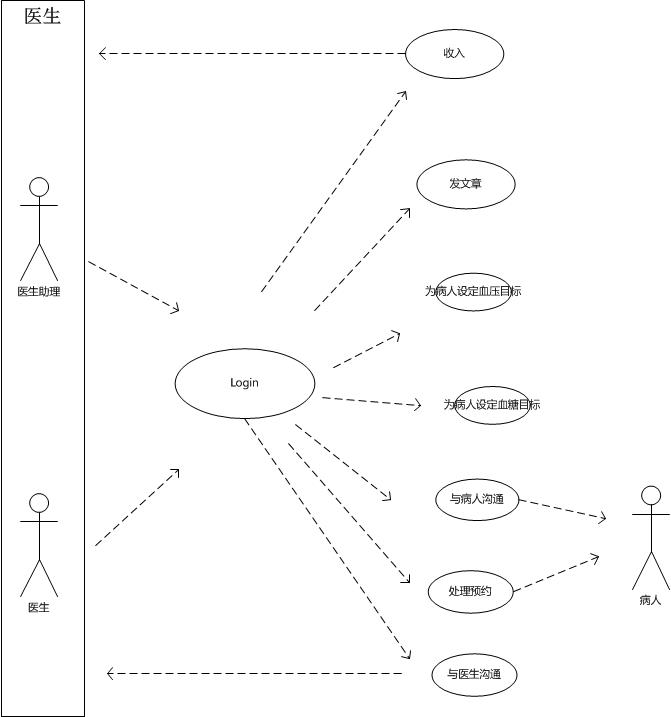 医生
收入
发文章
医生助理
为病人设定血压目标
Login
为病人设定血糖目标
与病人沟通
处理预约
病人
医生
与医生沟通